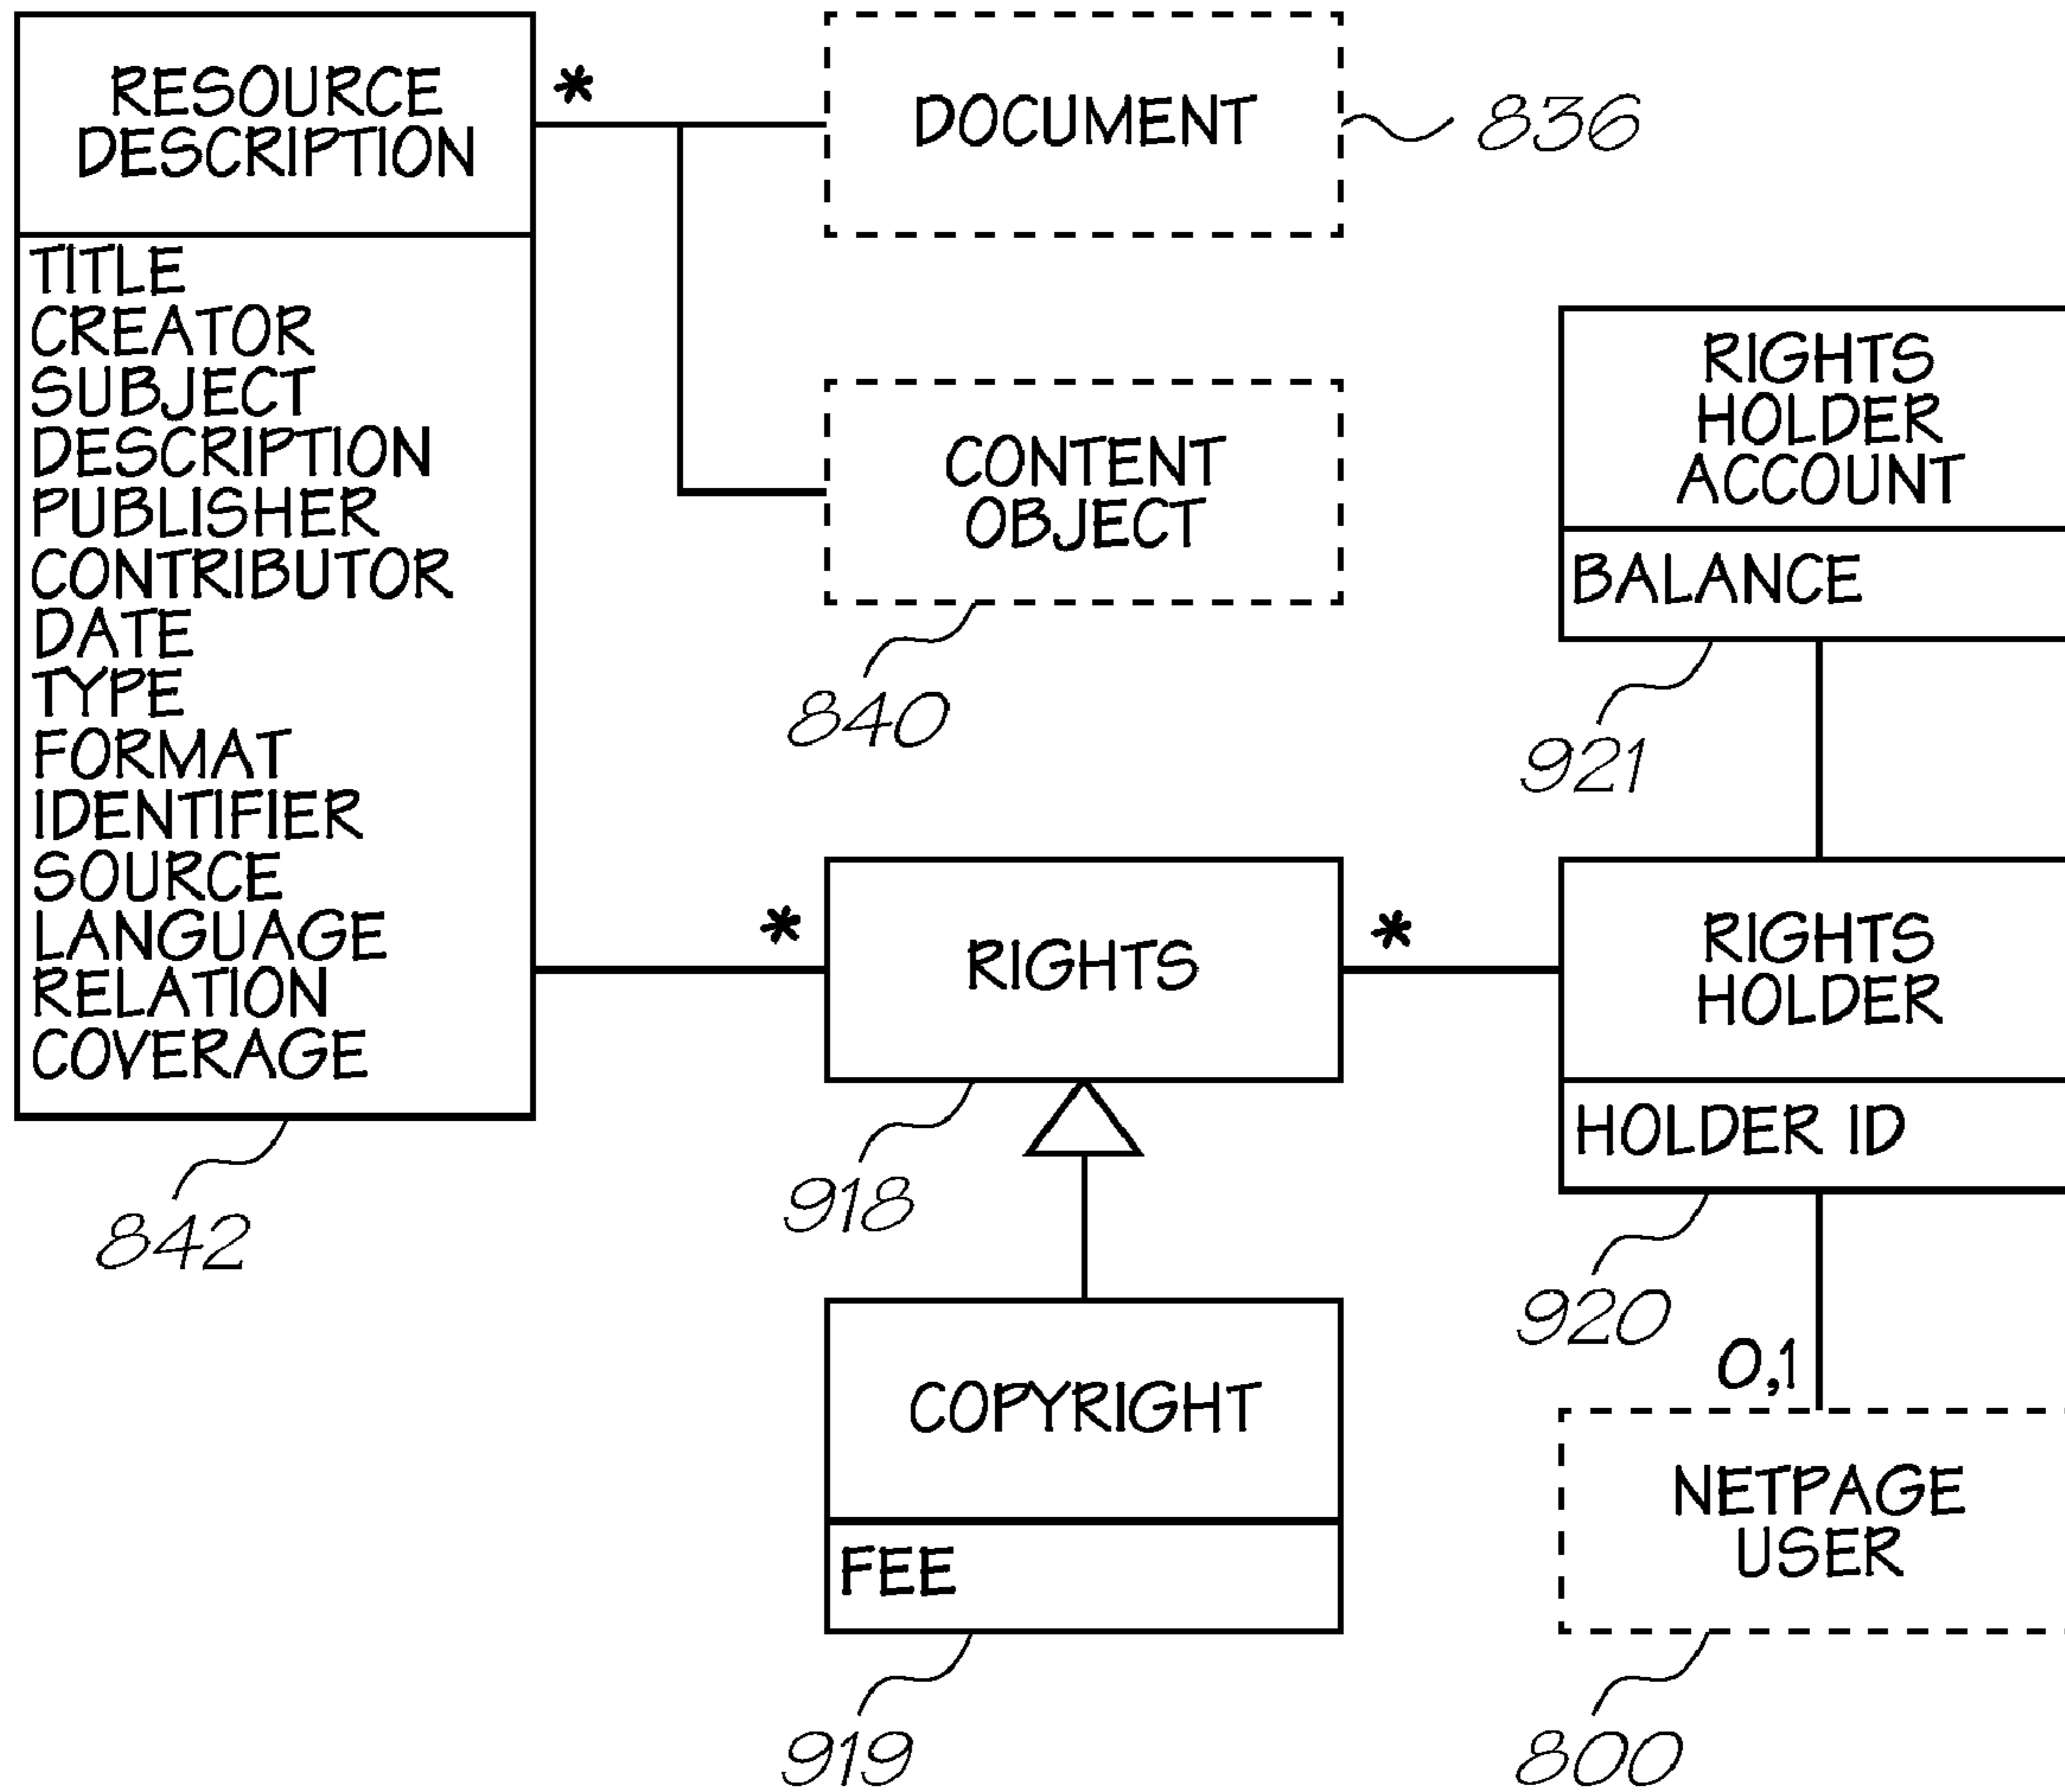 RESOURCE
DESCRIPTION
*
TITLE
CREATOR
SUBJECT
DESCRIPTION
PUBLISHER
CONTRIBUTOR
DATE
TYPE
FORMAT
IDENTIFIER
SOURCE
LANGUAGE
RELATION
COVERAGE
842
DOCUMENT
836
CONTENT
OBJECT
840
RIGHTS
HOLDER
ACCOUNT
BALANCE
921
*
RIGHTS
*
918
RIGHTS
HOLDER
HOLDER ID
920
COPYRIGHT
FEE
919
0,1
NETPAGE
USER
800